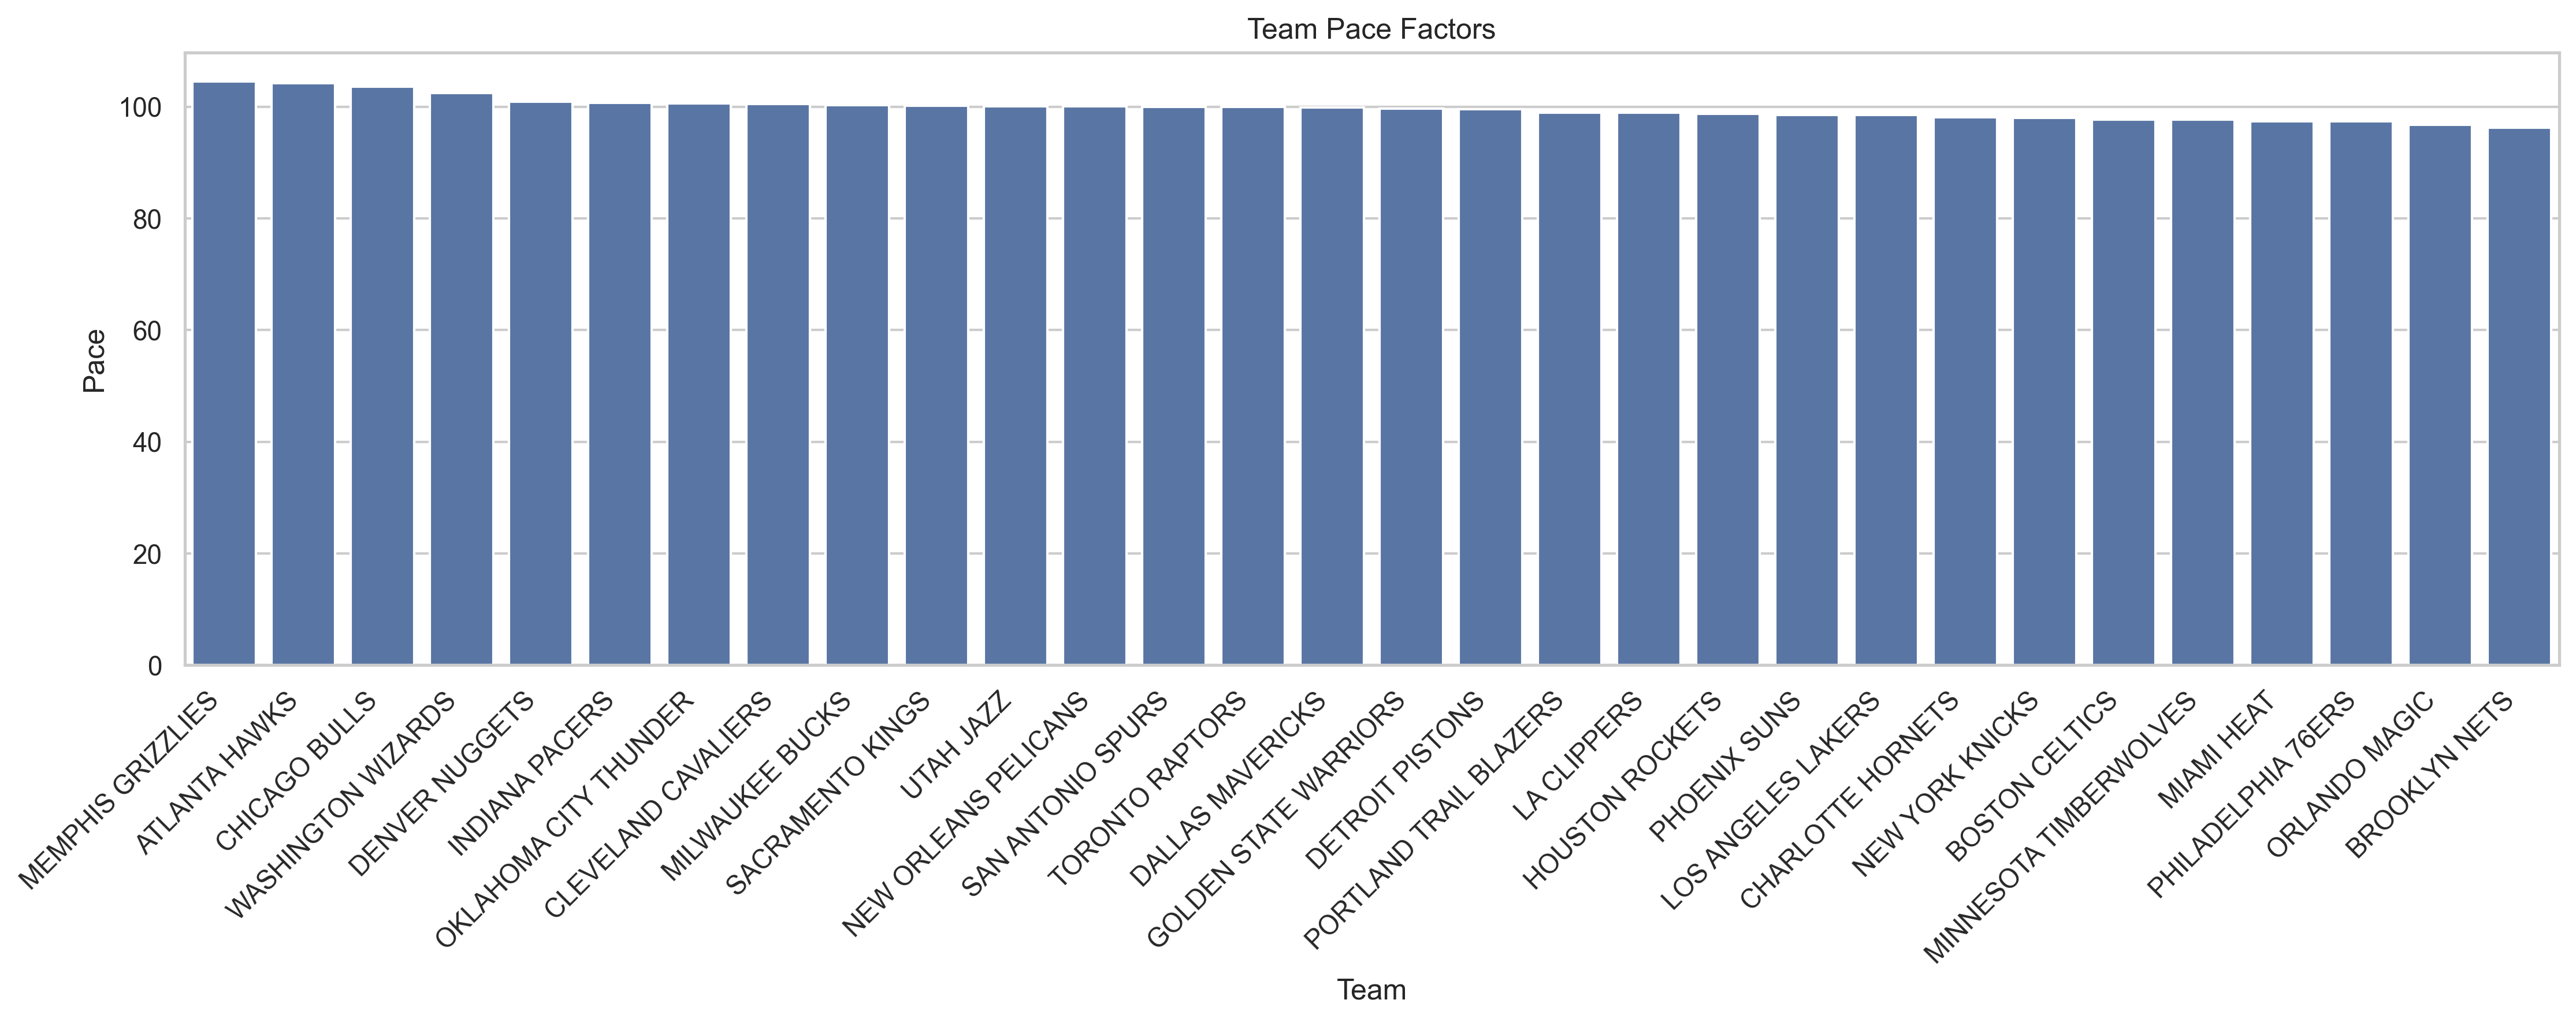 Team Pace Factors
Pace
100
80
60
40
20
0
MEMPHIS GRIZZLIES
ATLANTA HAWKS
CHICAGO BULLS
WASHINGTON WIZARDS
DENVER NUGGETS
INDIANA PACERS
OKLAHOMA CITY THUNDER
CLEVELAND CAVALIERS
MILWAUKEE BUCKS
SACRAMENTO KINGS
UTAH JAZZ
NEW ORLEANS PELICANS
SAN ANTONIO SPURS
TORONTO RAPTORS
DALLAS MAVERICKS
GOLDEN STATE WARRIORS
DETROIT PISTONS
PORTLAND TRAIL BLAZERS
LA CLIPPERS
HOUSTON ROCKETS
PHOENIX SUNS
LOS ANGELES LAKERS
CHARLOTTE HORNETS
NEW YORK KNICKS
BOSTON CELTICS
MINNESOTA TIMBERWOLVES
MIAMI HEAT
PHILADELPHIA 76ERS
ORLANDO MAGIC
BROOKLYN NETS
Team